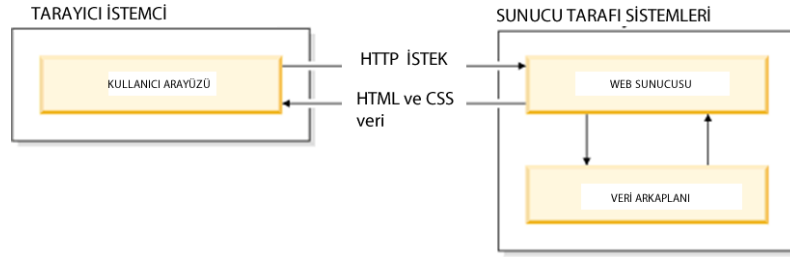 TARAYICI İSTEMCİ
KULLANICI ARAYÜZÜ
HTTP İSTEK
HTML ve CSS
veri
SUNUCU TARAFI SİSTEMLERİ
WEB SUNUCUSU
VERİ ARKAPLANI